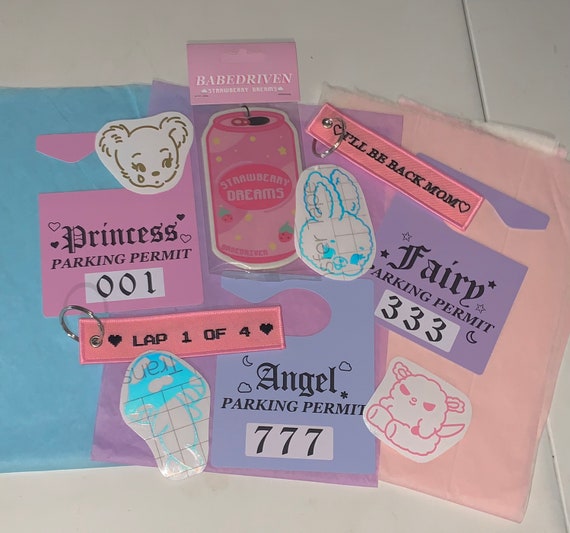 BABEDRIVEN
STRAWBERRY DREAMS
STRAWBERRY
DREAMS
BABEDRIVEN
♡I'LL BE BACK MOM♡
Princess
PARKING PERMIT
001
Fairy
PARKING PERMIT
333
♥ LAP 1 OF 4 ♥
Angel
PARKING PERMIT
777